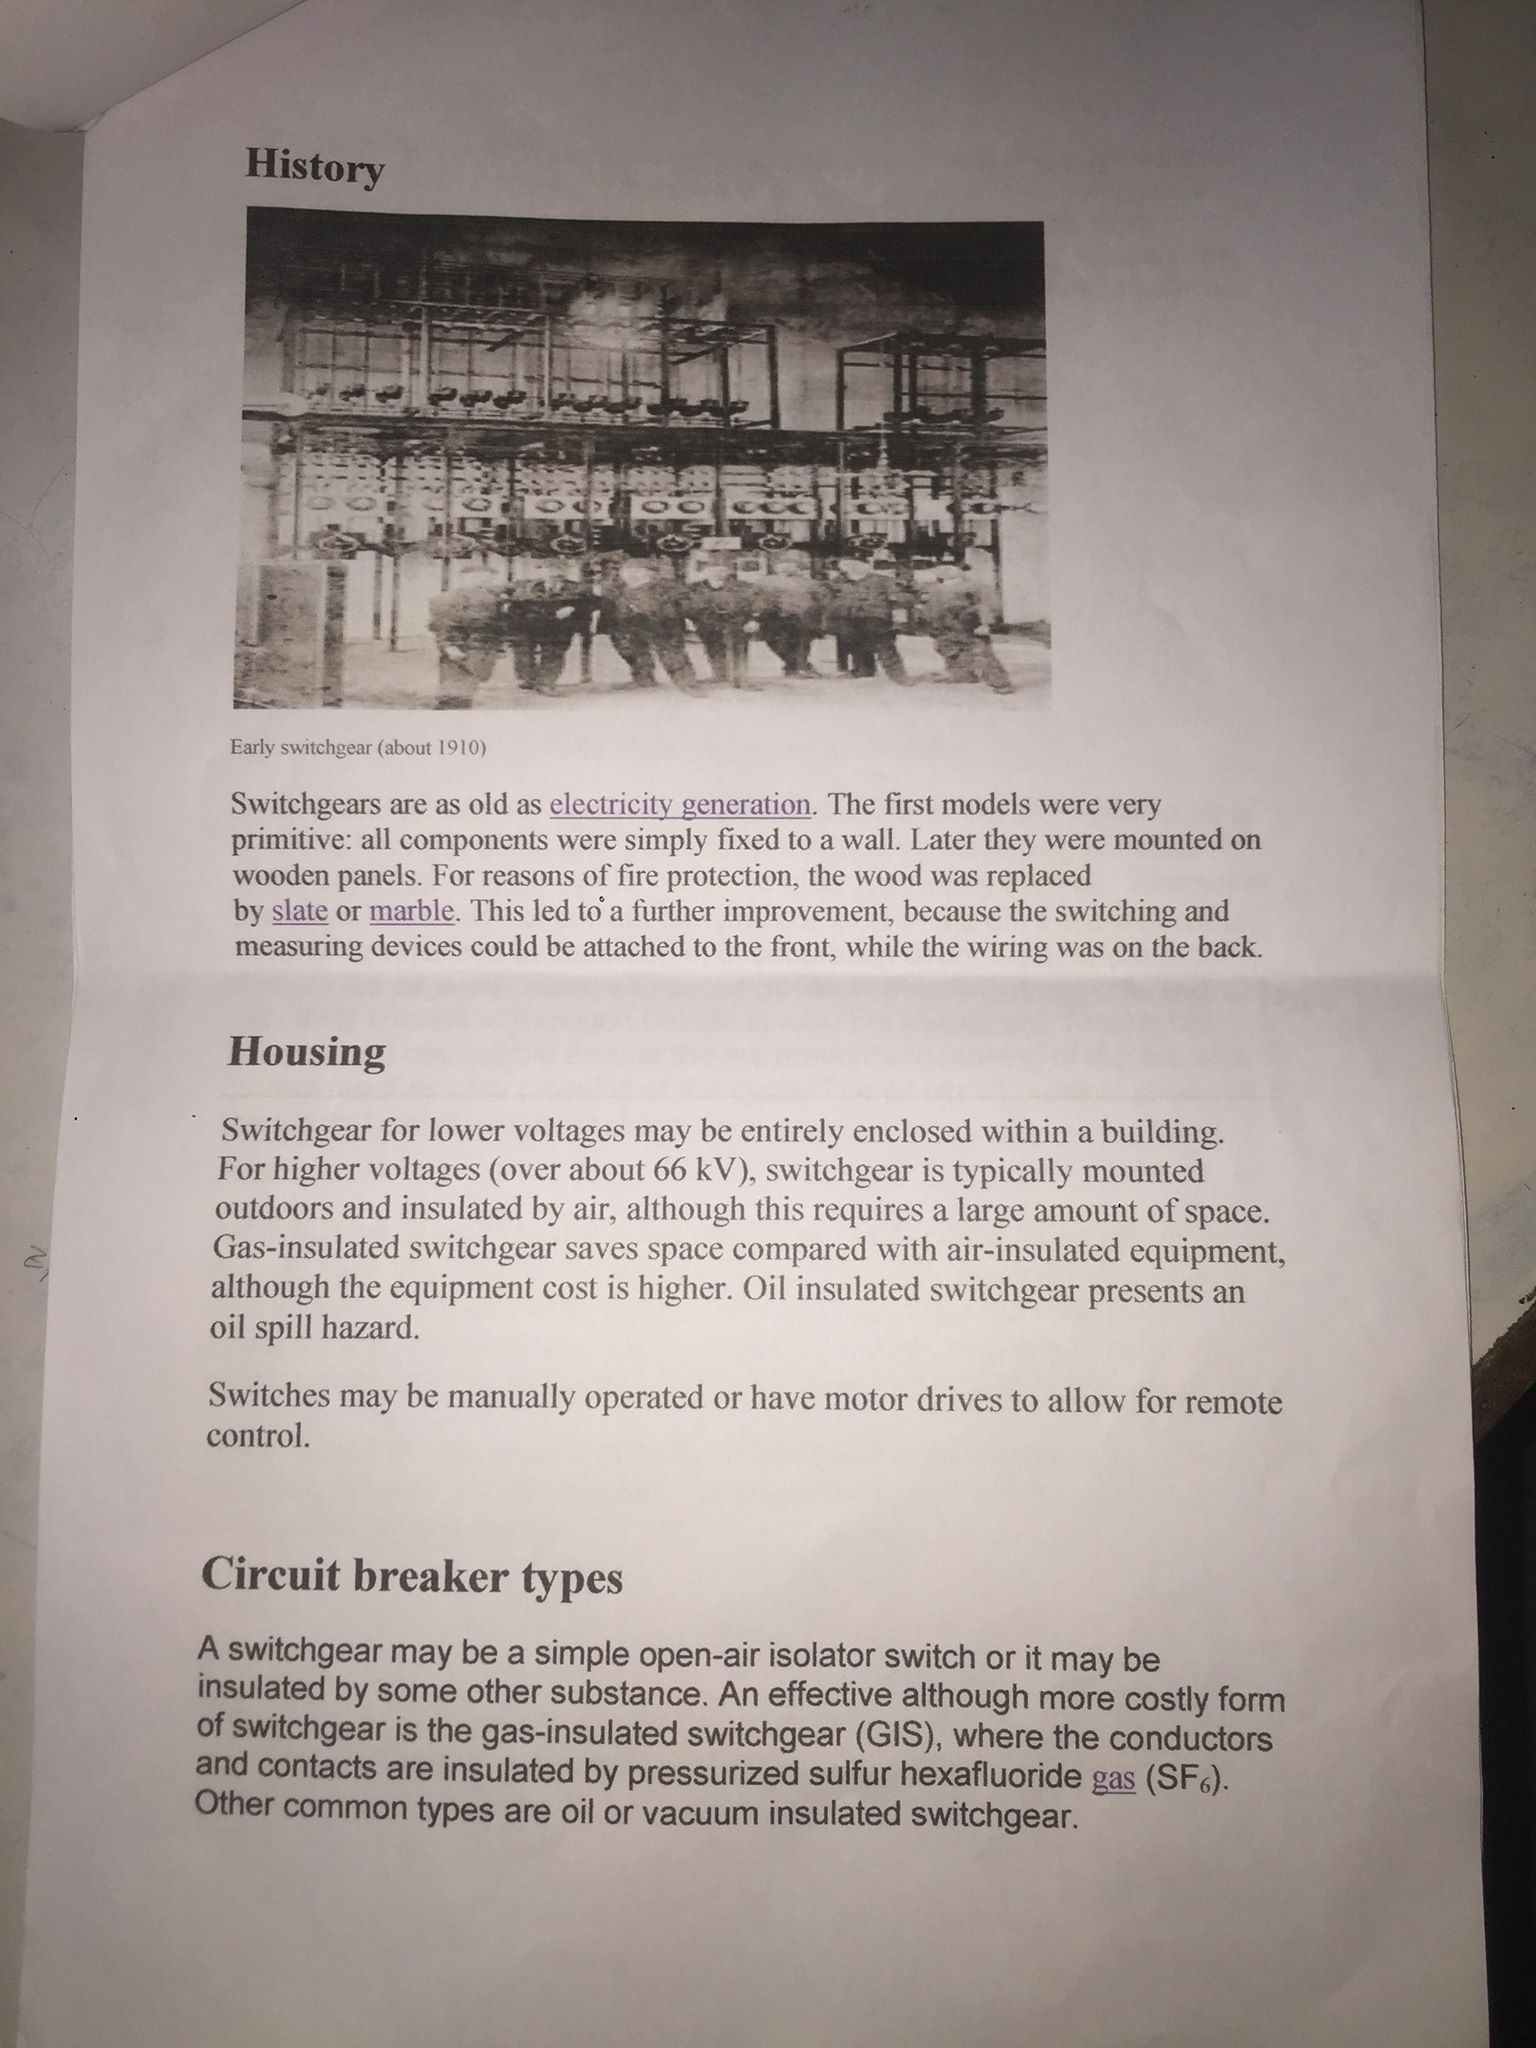 History
Early switchgear (about 1910)
Switchgears are as old as electricity generation. The first models were very
primitive: all components were simply fixed to a wall. Later they were mounted on
wooden panels. For reasons of fire protection, the wood was replaced
by slate or marble. This led to a further improvement, because the switching and
measuring devices could be attached to the front, while the wiring was on the back.
Housing
Switchgear for lower voltages may be entirely enclosed within a building.
For higher voltages (over about 66 kV), switchgear is typically mounted
outdoors and insulated by air, although this requires a large amount of space.
Gas-insulated switchgear saves space compared with air-insulated equipment,
although the equipment cost is higher. Oil insulated switchgear presents an
oil spill hazard.
Switches may be manually operated or have motor drives to allow for remote
control.
Circuit breaker types
A switchgear may be a simple open-air isolator switch or it may be
insulated by some other substance. An effective although more costly form
of switchgear is the gas-insulated switchgear (GIS), where the conductors
and contacts are insulated by pressurized sulfur hexafluoride gas (SF₆).
Other common types are oil or vacuum insulated switchgear.